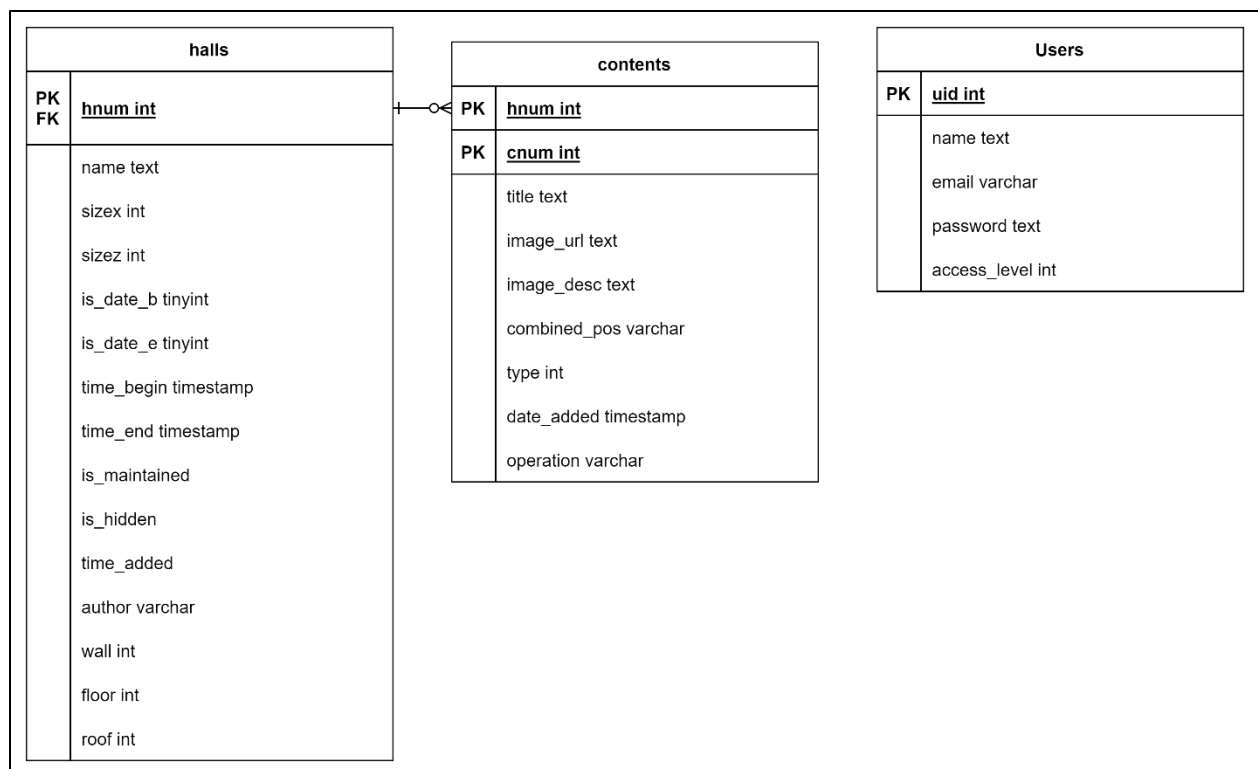 halls
PK
FK
hnum int
name text
sizex int
sizez int
is_date_b tinyint
is_date_e tinyint
time_begin timestamp
time_end timestamp
is_maintained
is_hidden
time_added
author varchar
wall int
floor int
roof int
contents
PK hnum int
PK cnum int
title text
image_url text
image_desc text
combined_pos varchar
type int
date_added timestamp
operation varchar
Users
PK uid int
name text
email varchar
password text
access_level int